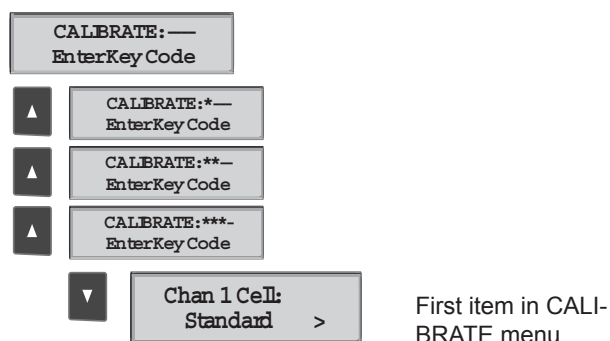 CALIBRATE:——
EnterKey Code
CALIBRATE:*—
EnterKey Code
CALIBRATE:**—
EnterKey Code
CALIBRATE:***-
EnterKey Code
Chan 1 Cell:
Standard >
First item in CALI-
BRATE menu